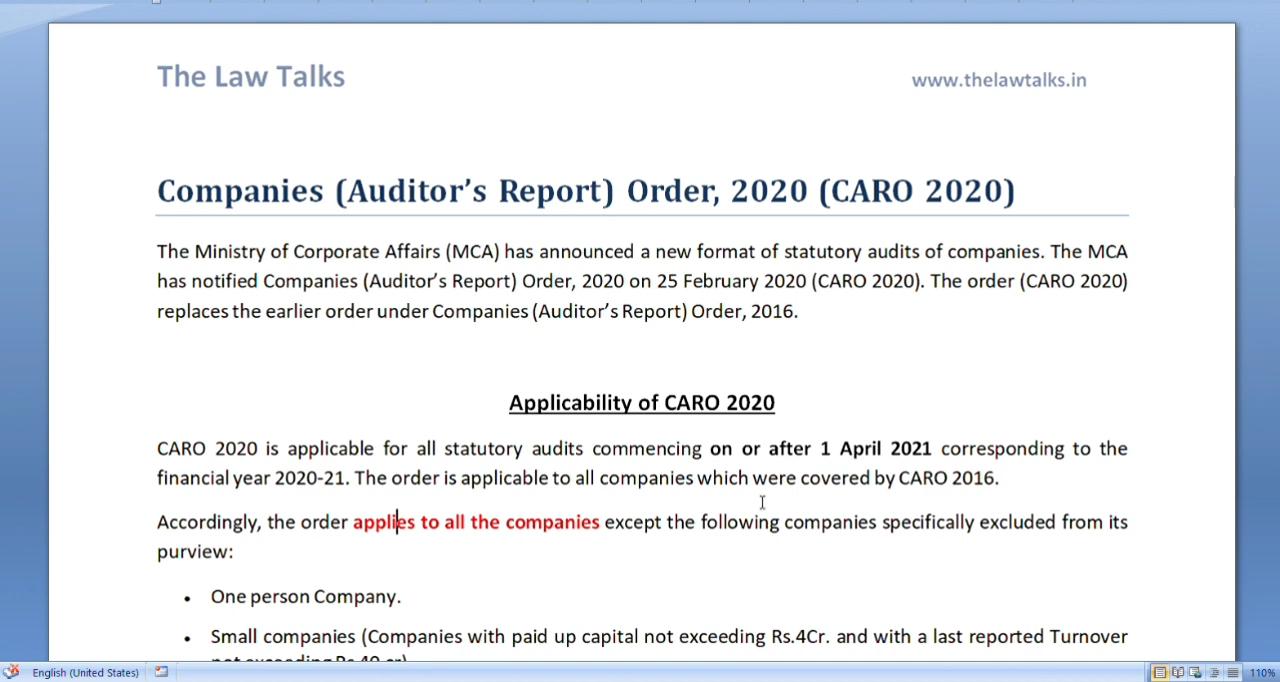 The Law Talks
www.thelawtalks.in
Companies (Auditor's Report) Order, 2020 (CARO 2020)
The Ministry of Corporate Affairs (MCA) has announced a new format of statutory audits of companies. The MCA
has notified Companies (Auditor's Report) Order, 2020 on 25 February 2020 (CARO 2020). The order (CARO 2020)
replaces the earlier order under Companies (Auditor's Report) Order, 2016.
Applicability of CARO 2020
CARO 2020 is applicable for all statutory audits commencing on or after 1 April 2021 corresponding to the
financial year 2020-21. The order is applicable to all companies which were covered by CARO 2016.
Accordingly, the order applies to all the companies except the following companies specifically excluded from its
purview:
• One person Company.
• Small companies (Companies with paid up capital not exceeding Rs.4Cr. and with a last reported Turnover
not exceeding Rs.40 cr)
English (United States)
110%